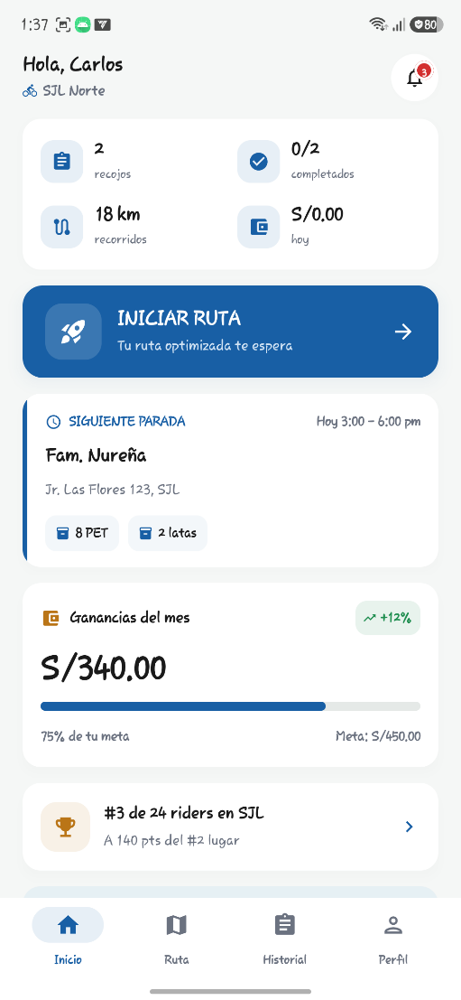 1:37
80
Hola, Carlos
SJL Norte
3
2
recojos
0/2
completados
18 km
recorridos
S/0.00
hoy
INICIAR RUTA
Tu ruta optimizada te espera
SIGUIENTE PARADA
Hoy 3:00 – 6:00 pm
Fam. Nureña
Jr. Las Flores 123, SJL
8 PET
2 latas
Ganancias del mes
+12%
S/340.00
75% de tu meta
Meta: S/450.00
#3 de 24 riders en SJL
A 140 pts del #2 lugar
Inicio
Ruta
Historial
Perfil